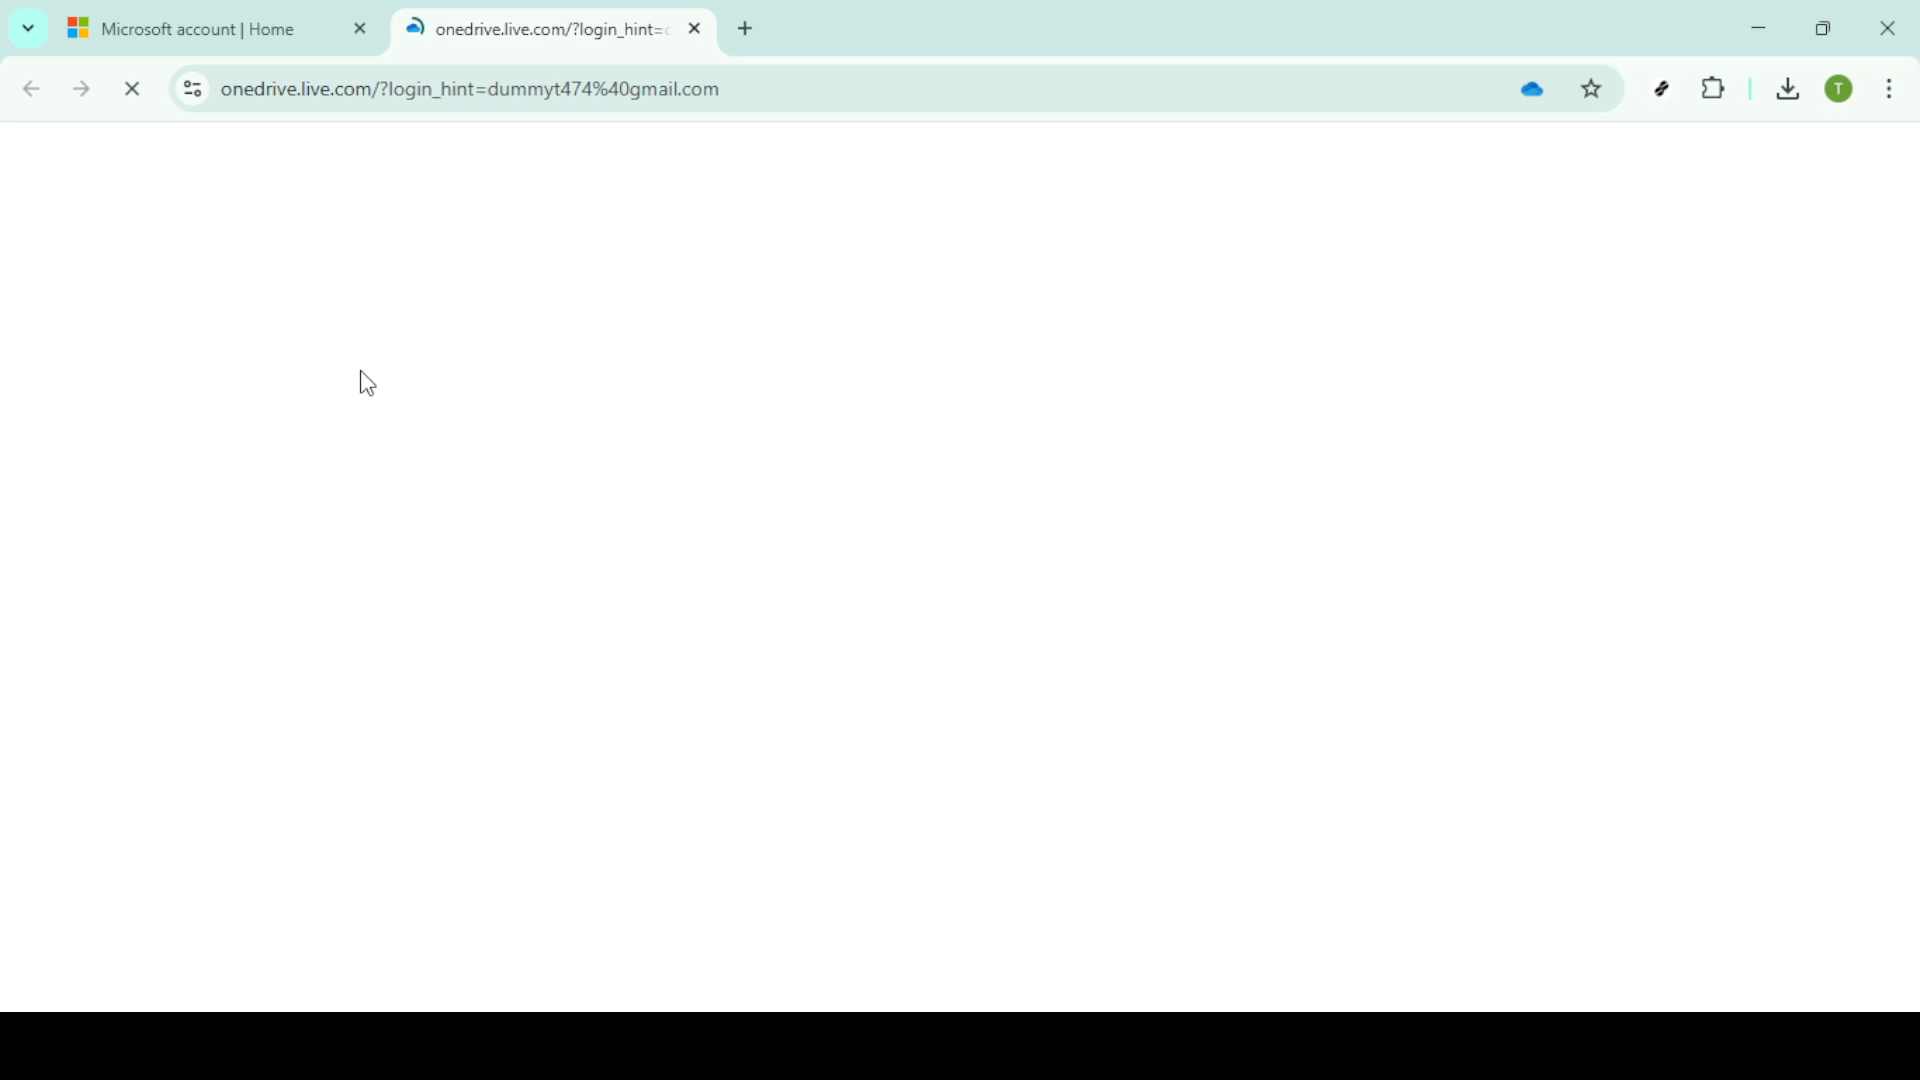 Microsoft account | Home
onedrive.live.com/?login_hint=
onedrive.live.com/?login_hint=dummyt474%40gmail.com
T